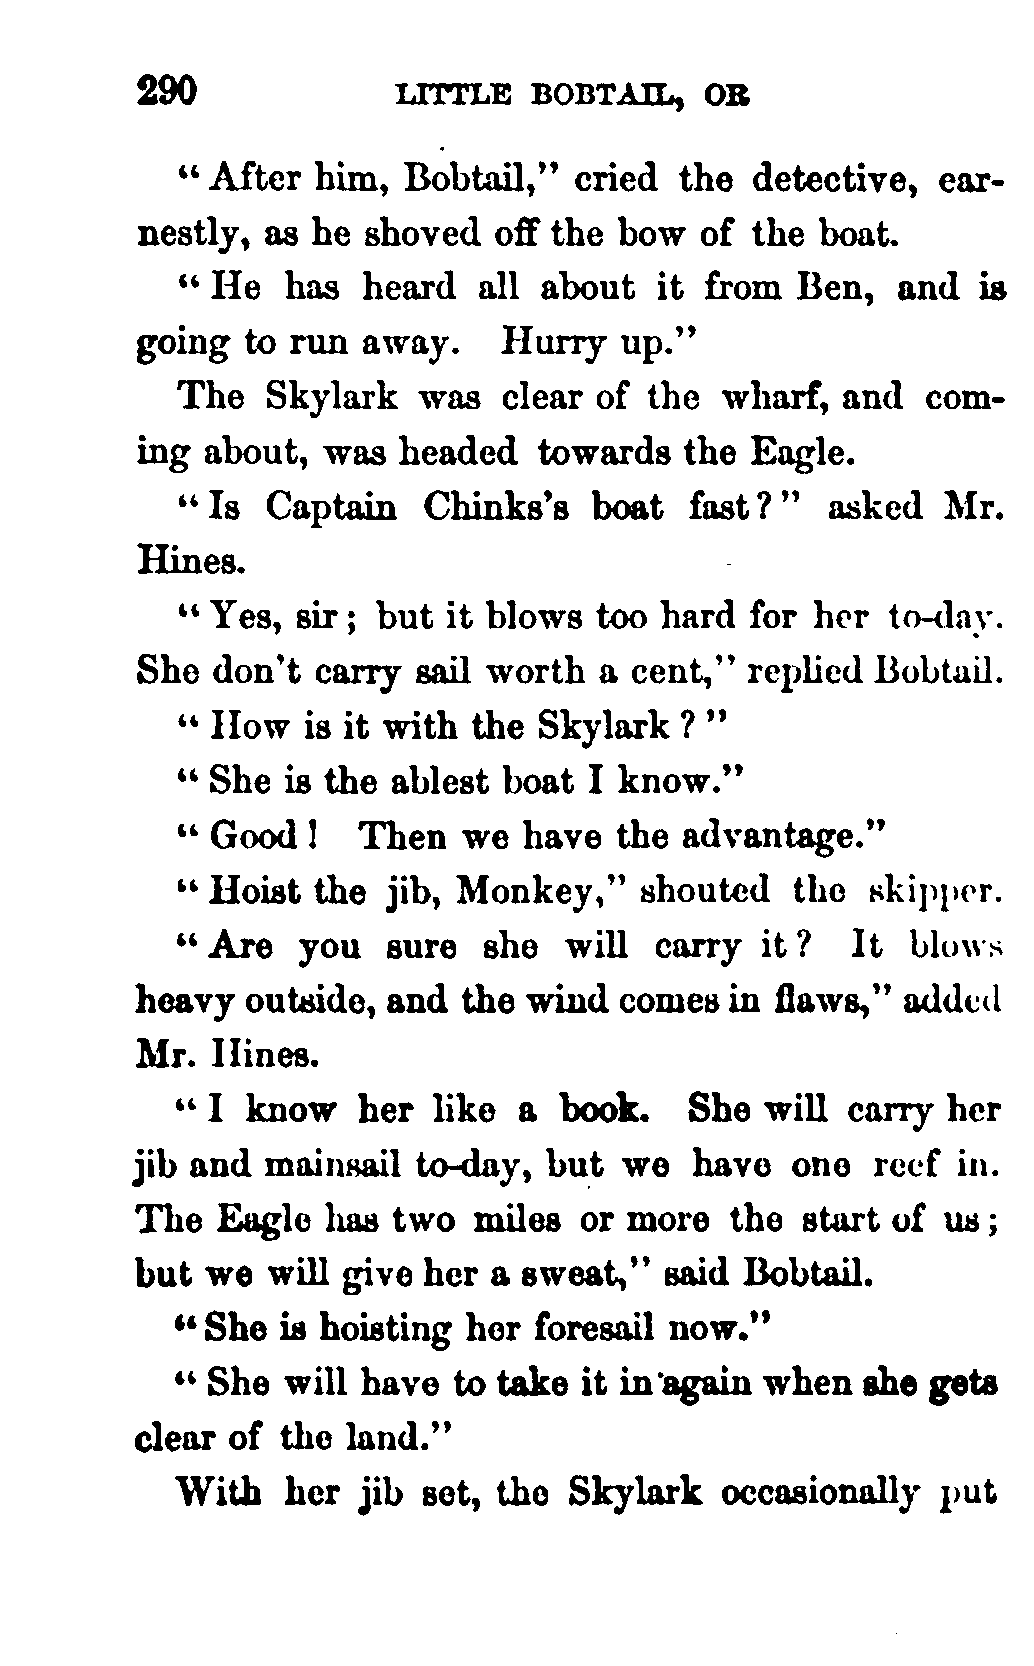 290 LITTLE BOBTAIL, OR
"After him, Bobtail," cried the detective, ear-
nestly, as he shoved off the bow of the boat.
"He has heard all about it from Ben, and is
going to run away. Hurry up."
The Skylark was clear of the wharf, and com-
ing about, was headed towards the Eagle.
"Is Captain Chinks's boat fast?" asked Mr.
Hines.
"Yes, sir; but it blows too hard for her to-day.
She don't carry sail worth a cent," replied Bobtail.
"How is it with the Skylark?"
"She is the ablest boat I know."
"Good! Then we have the advantage."
"Hoist the jib, Monkey," shouted the skipper.
"Are you sure she will carry it? It blows
heavy outside, and the wind comes in flaws," added
Mr. Hines.
"I know her like a book. She will carry her
jib and mainsail to-day, but we have one reef in.
The Eagle has two miles or more the start of us;
but we will give her a sweat," said Bobtail.
"She is hoisting her foresail now."
"She will have to take it in again when she gets
clear of the land."
With her jib set, the Skylark occasionally put